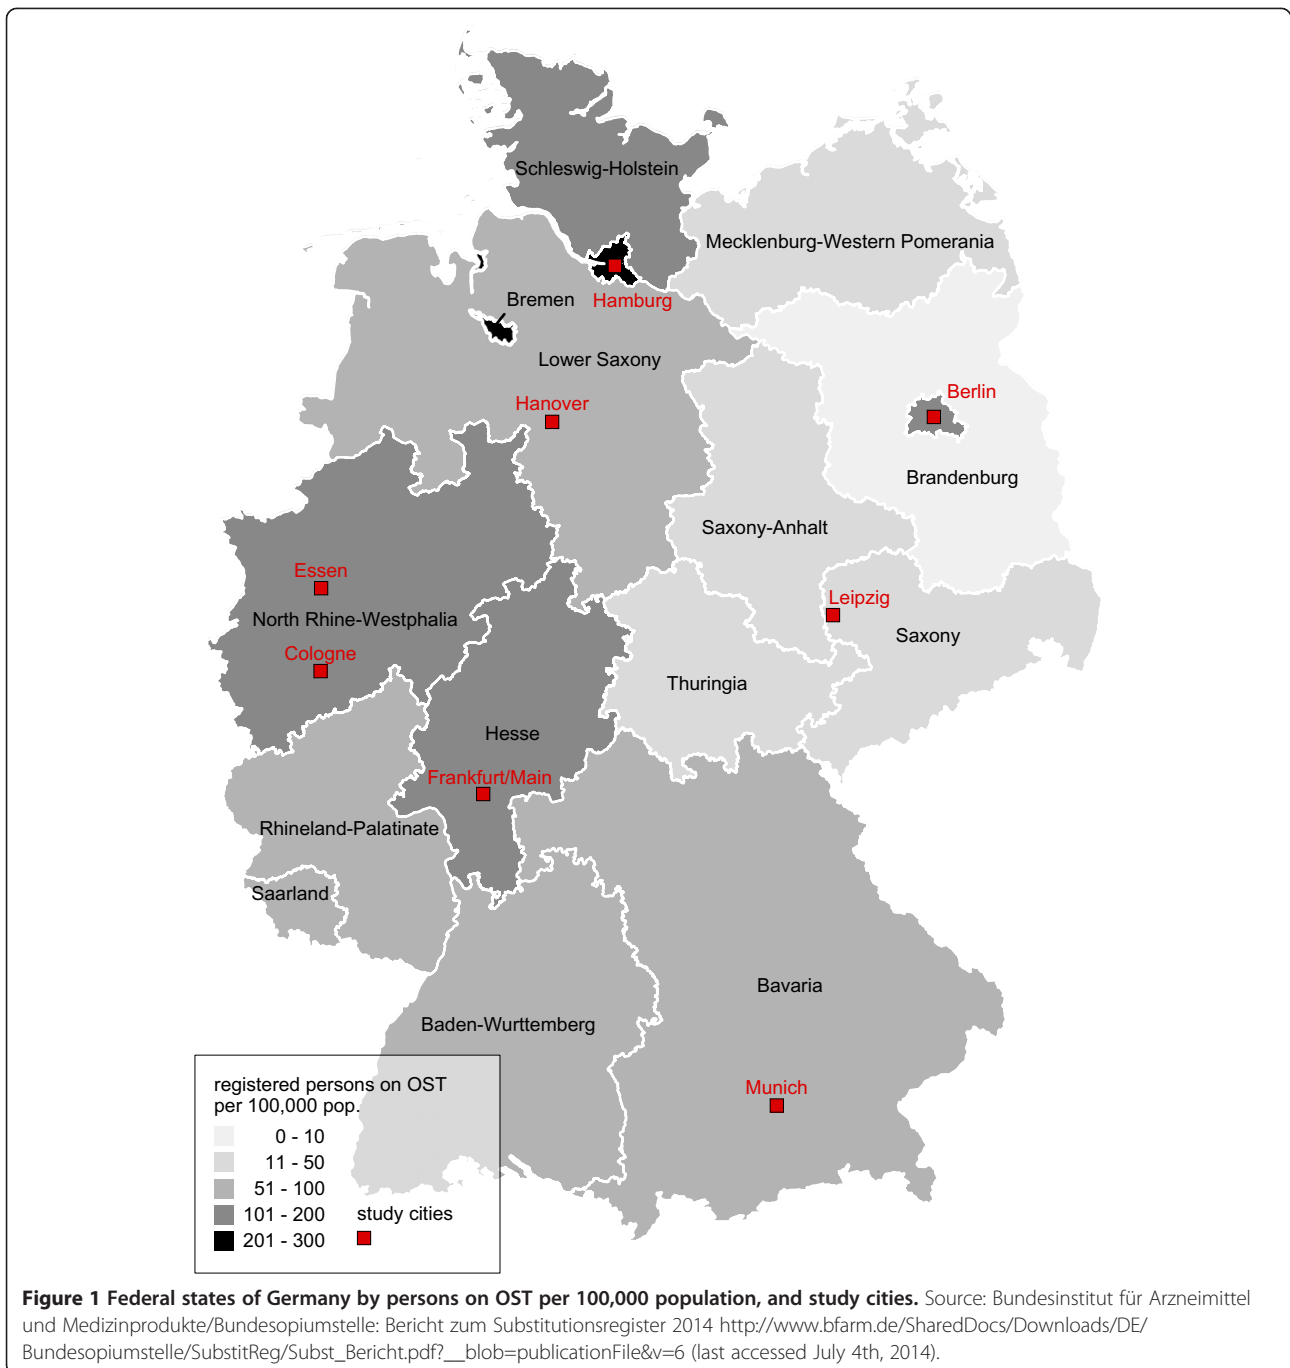 Schleswig-Holstein
Mecklenburg-Western Pomerania
Hamburg
Bremen
Lower Saxony
Berlin
Hanover
Brandenburg
Saxony-Anhalt
Essen
Leipzig
North Rhine-Westphalia
Saxony
Cologne
Thuringia
Hesse
Frankfurt/Main
Rhineland-Palatinate
Saarland
Bavaria
Baden-Wurttemberg
Munich
registered persons on OST
per 100,000 pop.
0 - 10
11 - 50
51 - 100
101 - 200
201 - 300
study cities
Figure 1 Federal states of Germany by persons on OST per 100,000 population, and study cities. Source: Bundesinstitut für Arzneimittel
und Medizinprodukte/Bundesopiumstelle: Bericht zum Substitutionsregister 2014 http://www.bfarm.de/SharedDocs/Downloads/DE/
Bundesopiumstelle/SubstitReg/Subst_Bericht.pdf?__blob=publicationFile&v=6 (last accessed July 4th, 2014).